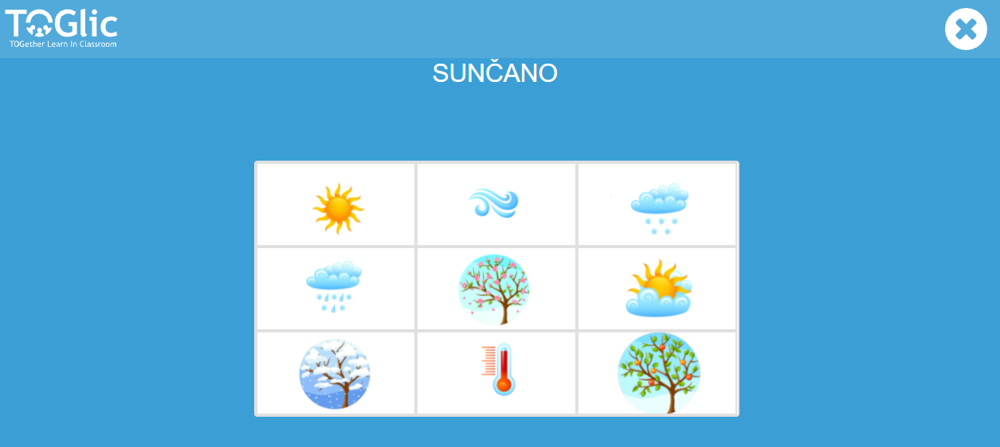 TOGlic
TOGether Learn In Classroom
SUNČANO